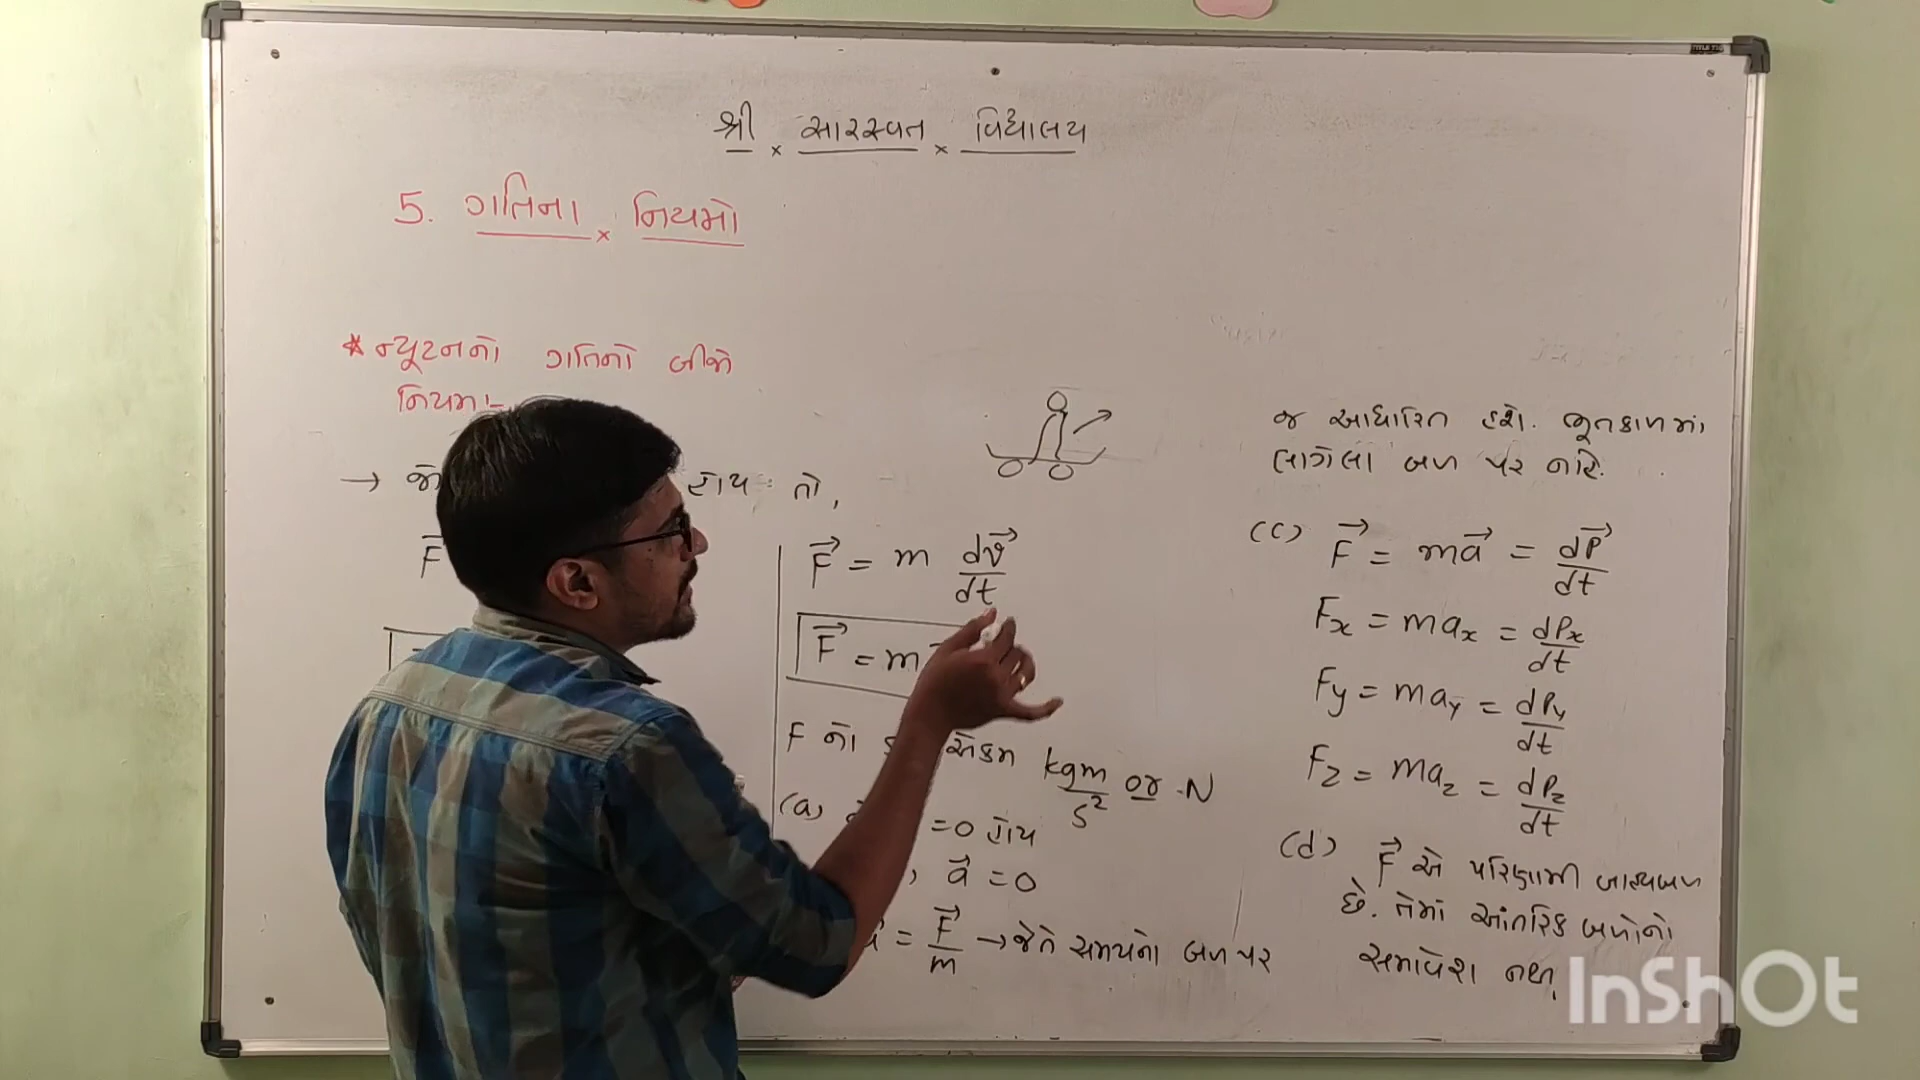 શ્રી × સારસ્વત × વિદ્યાલય
5. ગતિના × નિયમો
* ન્યૂટનનો ગતિનો બીજો
નિયમ:-
→ જો હોય તો,
F⃗
F⃗ = m dv⃗/dt
F⃗ = m
F નો એકમ kgm/s² or N
(a) =0 હોય
, a⃗ =0
= F⃗/m → જેતે સમયના બળ પર
જ આધારિત હશે. ભૂતકાળમાં
લાગેલા બળ પર નહિ.
(c) F⃗ = ma⃗ = dP⃗/dt
Fx = max = dPx/dt
Fy = may = dPy/dt
Fz = maz = dPz/dt
(d) F⃗ એ પરિણામી બાહ્યબળ
છે. તેમાં આંતરિક બળોનો
સમાવેશ નથી
InShOt